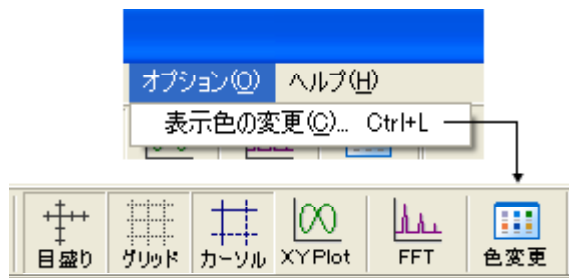 オプション(O) ヘルプ(H)
表示色の変更(C)... Ctrl+L
目盛り グリッド カーソル XY Plot FFT 色変更